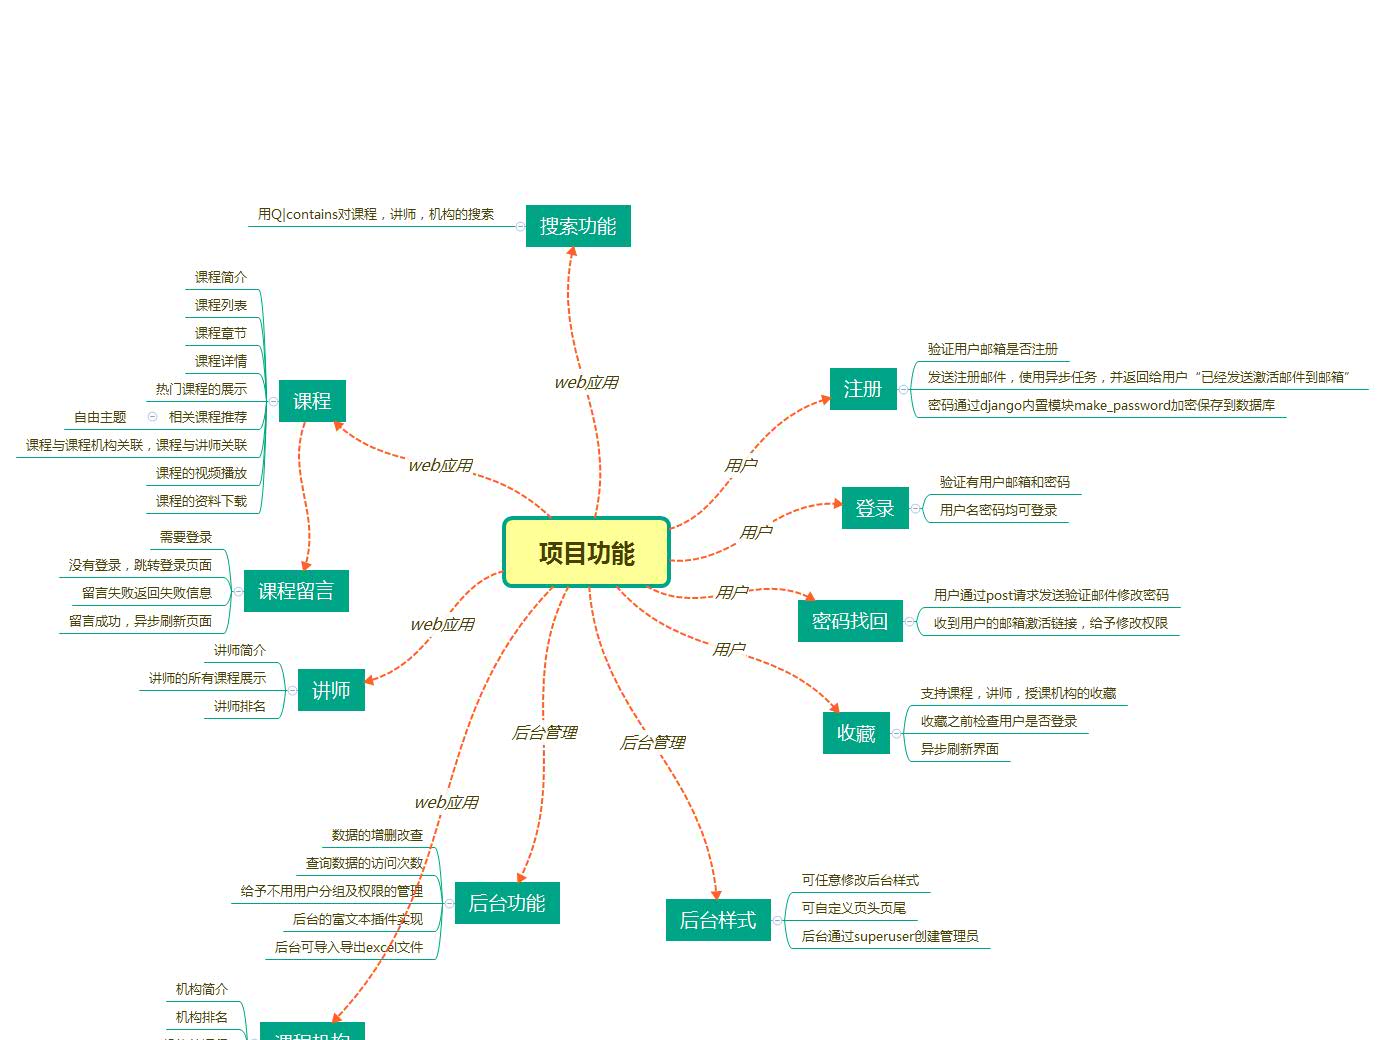 用Q|contains对课程，讲师，机构的搜索
搜索功能
课程简介
课程列表
课程章节
课程详情
热门课程的展示
自由主题
相关课程推荐
课程与课程机构关联，课程与讲师关联
课程的视频播放
课程的资料下载
课程
web应用
web应用
验证用户邮箱是否注册
发送注册邮件，使用异步任务，并返回给用户“已经发送激活邮件到邮箱”
密码通过django内置模块make_password加密保存到数据库
注册
用户
验证有用户邮箱和密码
用户名密码均可登录
登录
用户
项目功能
需要登录
没有登录，跳转登录页面
留言失败返回失败信息
留言成功，异步刷新页面
课程留言
用户
密码找回
用户通过post请求发送验证邮件修改密码
收到用户的邮箱激活链接，给予修改权限
web应用
讲师简介
讲师的所有课程展示
讲师排名
讲师
用户
收藏
支持课程，讲师，授课机构的收藏
收藏之前检查用户是否登录
异步刷新界面
后台管理
后台管理
web应用
数据的增删改查
查询数据的访问次数
给予不用用户分组及权限的管理
后台的富文本插件实现
后台可导入导出excel文件
后台功能
后台样式
可任意修改后台样式
可自定义页头页尾
后台通过superuser创建管理员
机构简介
机构排名
课程机构